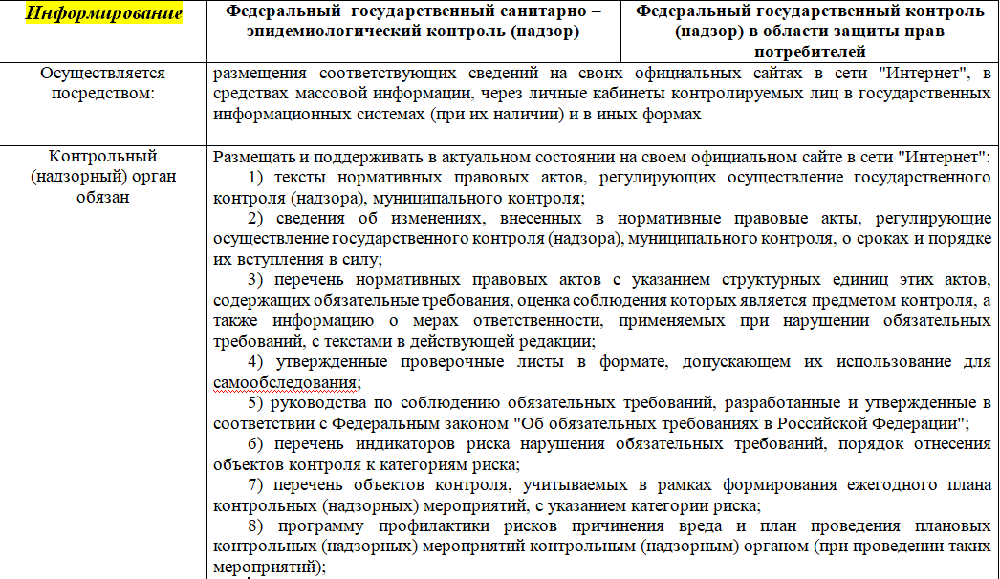 Информирование
Федеральный государственный санитарно –
эпидемиологический контроль (надзор)
Федеральный государственный контроль
(надзор) в области защиты прав
потребителей
Осуществляется
посредством:
размещения соответствующих сведений на своих официальных сайтах в сети "Интернет", в
средствах массовой информации, через личные кабинеты контролируемых лиц в государственных
информационных системах (при их наличии) и в иных формах
Контрольный
(надзорный) орган
обязан
Размещать и поддерживать в актуальном состоянии на своем официальном сайте в сети "Интернет":
1) тексты нормативных правовых актов, регулирующих осуществление государственного
контроля (надзора), муниципального контроля;
2) сведения об изменениях, внесенных в нормативные правовые акты, регулирующие
осуществление государственного контроля (надзора), муниципального контроля, о сроках и порядке
их вступления в силу;
3) перечень нормативных правовых актов с указанием структурных единиц этих актов,
содержащих обязательные требования, оценка соблюдения которых является предметом контроля, а
также информацию о мерах ответственности, применяемых при нарушении обязательных
требований, с текстами в действующей редакции;
4) утвержденные проверочные листы в формате, допускающем их использование для
самообследования;
5) руководства по соблюдению обязательных требований, разработанные и утвержденные в
соответствии с Федеральным законом "Об обязательных требованиях в Российской Федерации";
6) перечень индикаторов риска нарушения обязательных требований, порядок отнесения
объектов контроля к категориям риска;
7) перечень объектов контроля, учитываемых в рамках формирования ежегодного плана
контрольных (надзорных) мероприятий, с указанием категории риска;
8) программу профилактики рисков причинения вреда и план проведения плановых
контрольных (надзорных) мероприятий контрольным (надзорным) органом (при проведении таких
мероприятий);